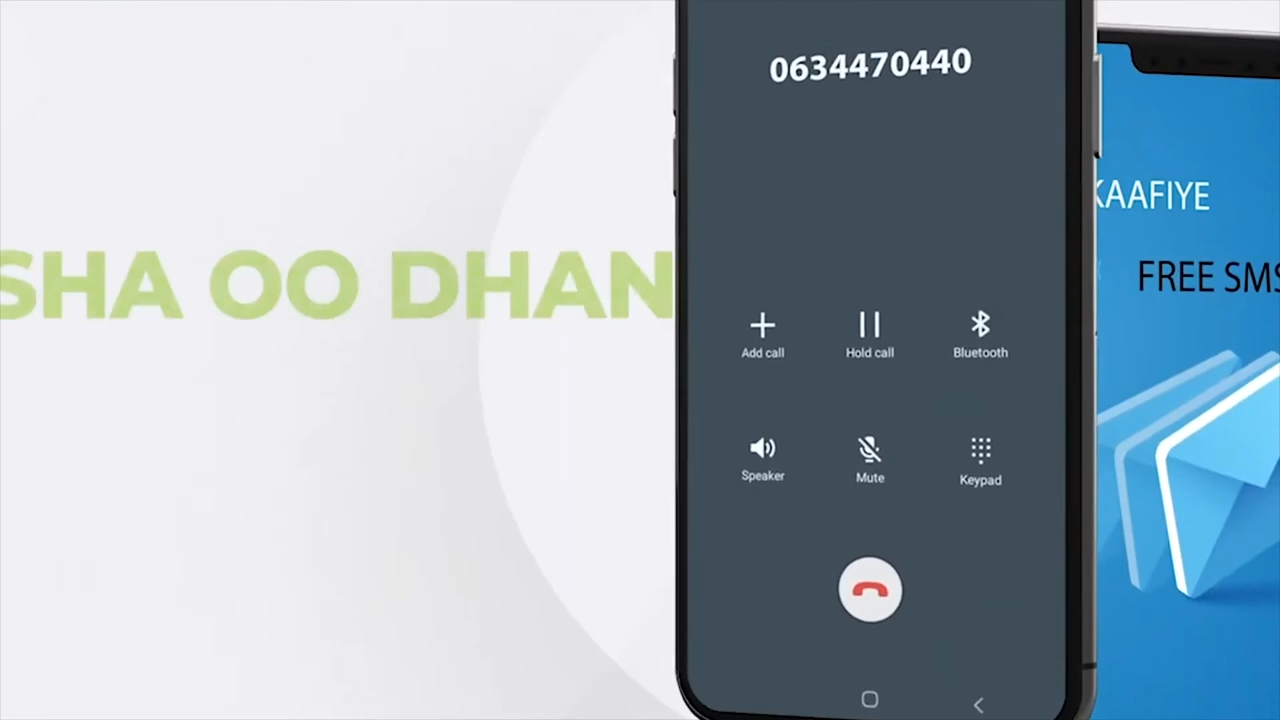 0634470440
KAAFIYE
SHA OO DHAN
FREE SMS
Add call
Hold call
Bluetooth
Speaker
Mute
Keypad